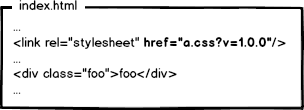 index.html
...
<link rel="stylesheet" href="a.css?v=1.0.0"/>
...
<div class="foo">foo</div>
...